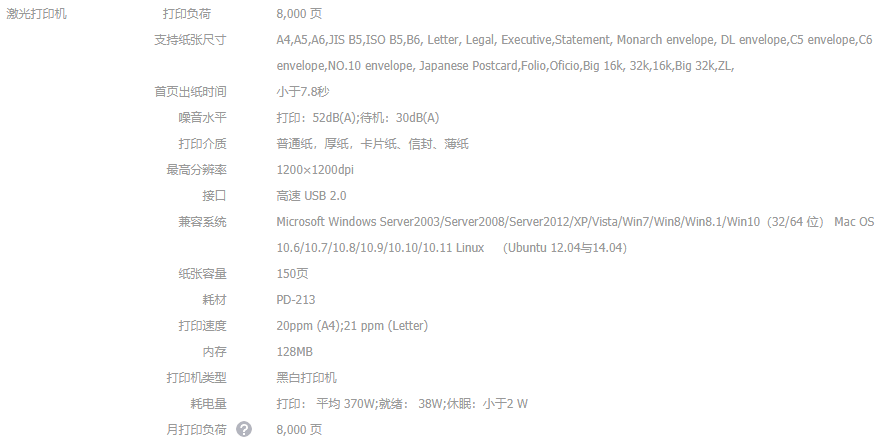 激光打印机 打印负荷 8,000 页
支持纸张尺寸 A4,A5,A6,JIS B5,ISO B5,B6, Letter, Legal, Executive,Statement, Monarch envelope, DL envelope,C5 envelope,C6
envelope,NO.10 envelope, Japanese Postcard,Folio,Oficio,Big 16k, 32k,16k,Big 32k,ZL,
首页出纸时间 小于7.8秒
噪音水平 打印：52dB(A);待机：30dB(A)
打印介质 普通纸，厚纸，卡片纸、信封、薄纸
最高分辨率 1200×1200dpi
接口 高速 USB 2.0
兼容系统 Microsoft Windows Server2003/Server2008/Server2012/XP/Vista/Win7/Win8/Win8.1/Win10（32/64 位） Mac OS
10.6/10.7/10.8/10.9/10.10/10.11 Linux （Ubuntu 12.04与14.04）
纸张容量 150页
耗材 PD-213
打印速度 20ppm (A4);21 ppm (Letter)
内存 128MB
打印机类型 黑白打印机
耗电量 打印： 平均 370W;就绪： 38W;休眠：小于2 W
月打印负荷 ? 8,000 页